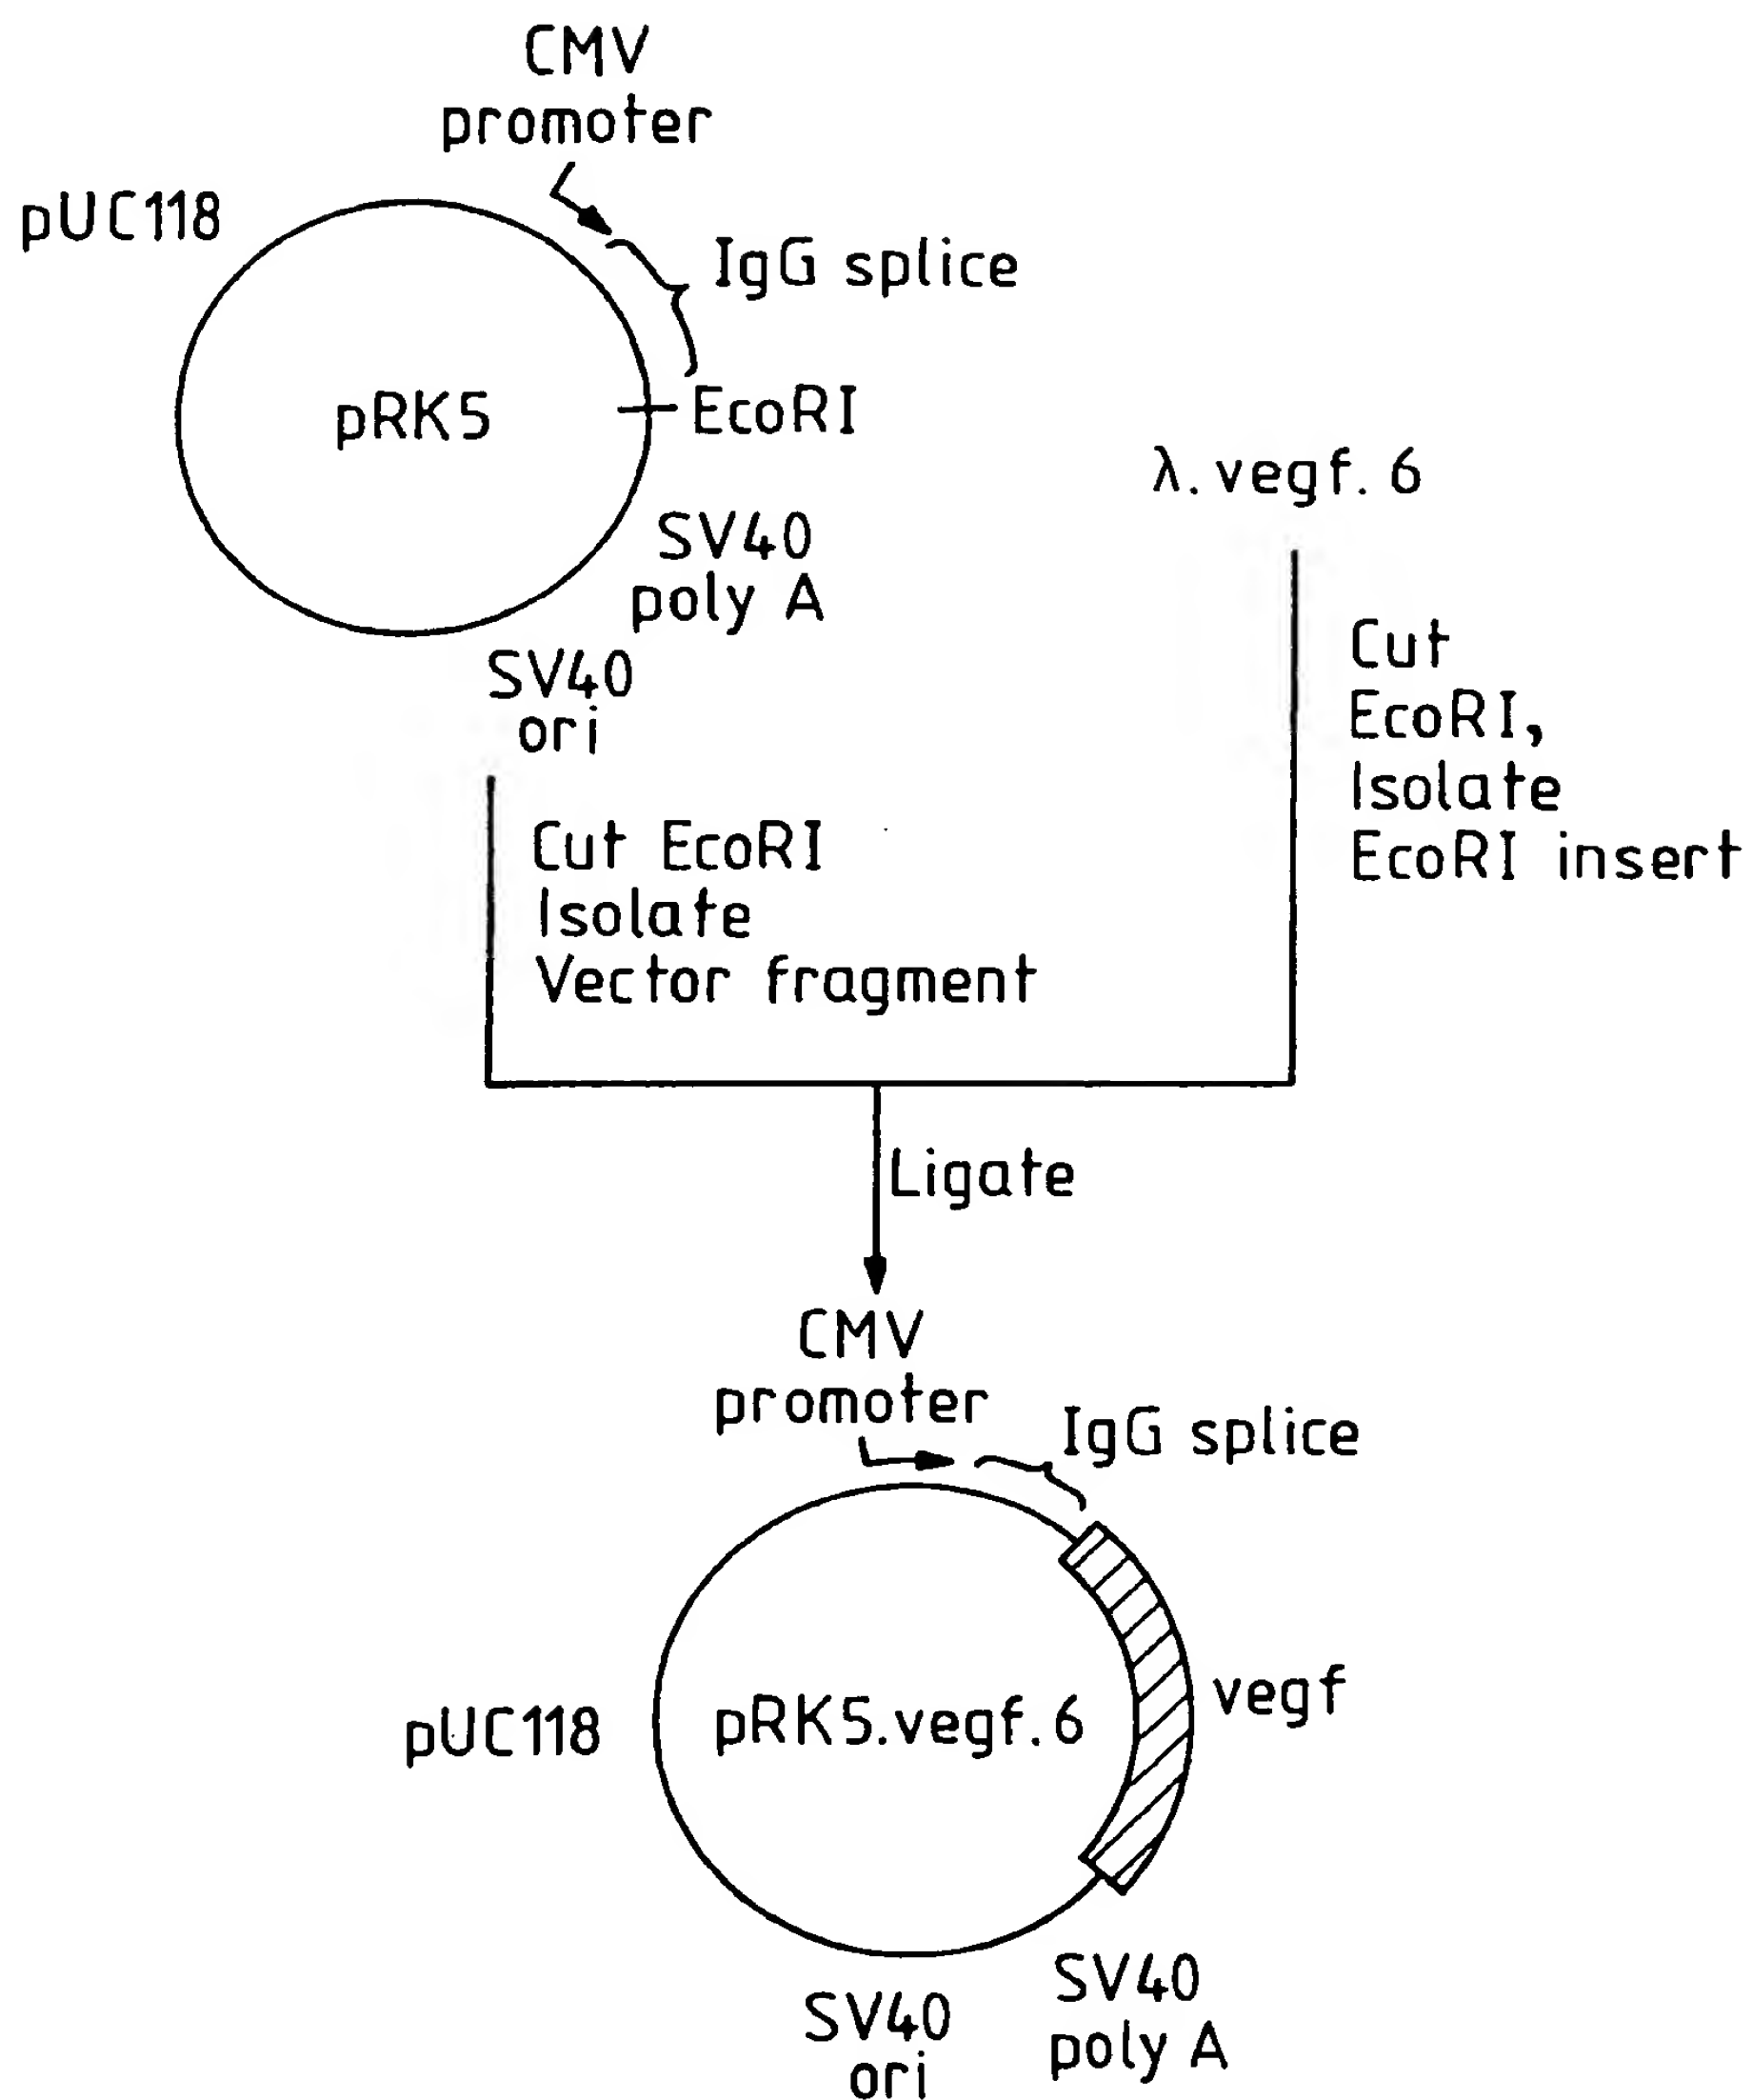 CMV
promoter
pUC118
IgG splice
pRK5
EcoRI
SV40
poly A
SV40
ori
λ.vegf.6
Cut
EcoRI,
Isolate
EcoRI insert
Cut EcoRI
Isolate
Vector fragment
Ligate
CMV
promoter
IgG splice
pUC118
pRK5.vegf.6
vegf
SV40
poly A
SV40
ori